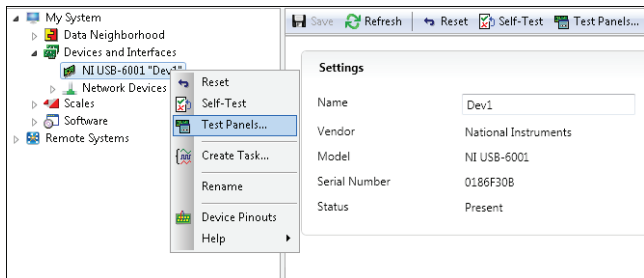 My System
Data Neighborhood
Devices and Interfaces
NI USB-6001 "Dev1"
Network Devices
Scales
Software
Remote Systems
Reset
Self-Test
Test Panels...
Create Task...
Rename
Device Pinouts
Help
Save Refresh Reset Self-Test Test Panels...
Settings
Name Dev1
Vendor National Instruments
Model NI USB-6001
Serial Number 0186F30B
Status Present